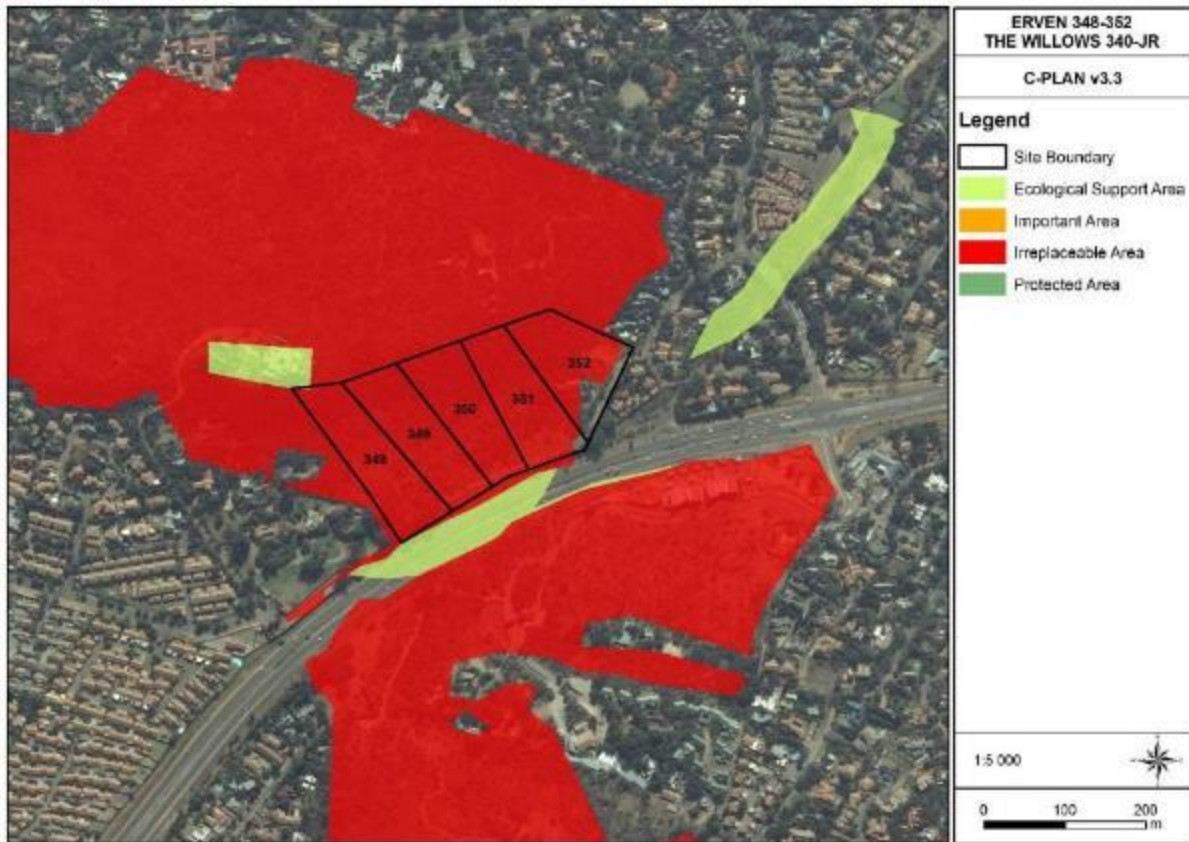 ERVEN 348-352
THE WILLOWS 340-JR
C-PLAN v3.3
Legend
Site Boundary
Ecological Support Area
Important Area
Irreplaceable Area
Protected Area
352
351
350
349
348
1:5 000
0 100 200
m